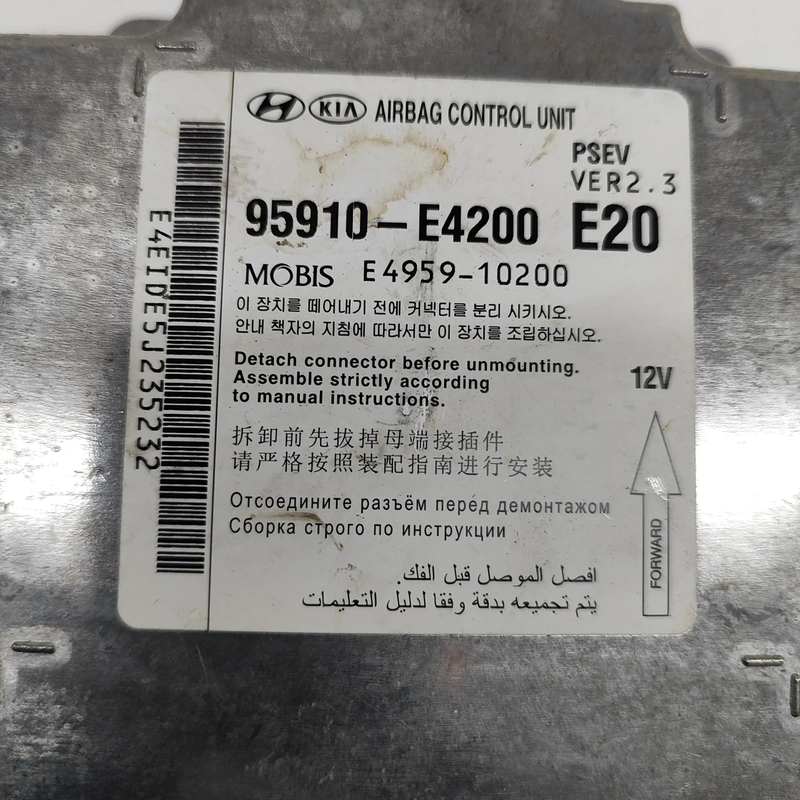 KIA AIRBAG CONTROL UNIT
PSEV
VER2.3
95910-E4200 E20
MOBIS E4959-10200
이 장치를 떼어내기 전에 커넥터를 분리 시키시오.
안내 책자의 지침에 따라서만 이 장치를 조립하십시오.
Detach connector before unmounting.
Assemble strictly according
to manual instructions.
12V
拆卸前先拔掉母端接插件
请严格按照装配指南进行安装
Отсоедините разъём перед демонтажом
Сборка строго по инструкции
افصل الموصل قبل الفك.
يتم تجميعه بدقة وفقا لدليل التعليمات
FORWARD
E4EIDE5J235232